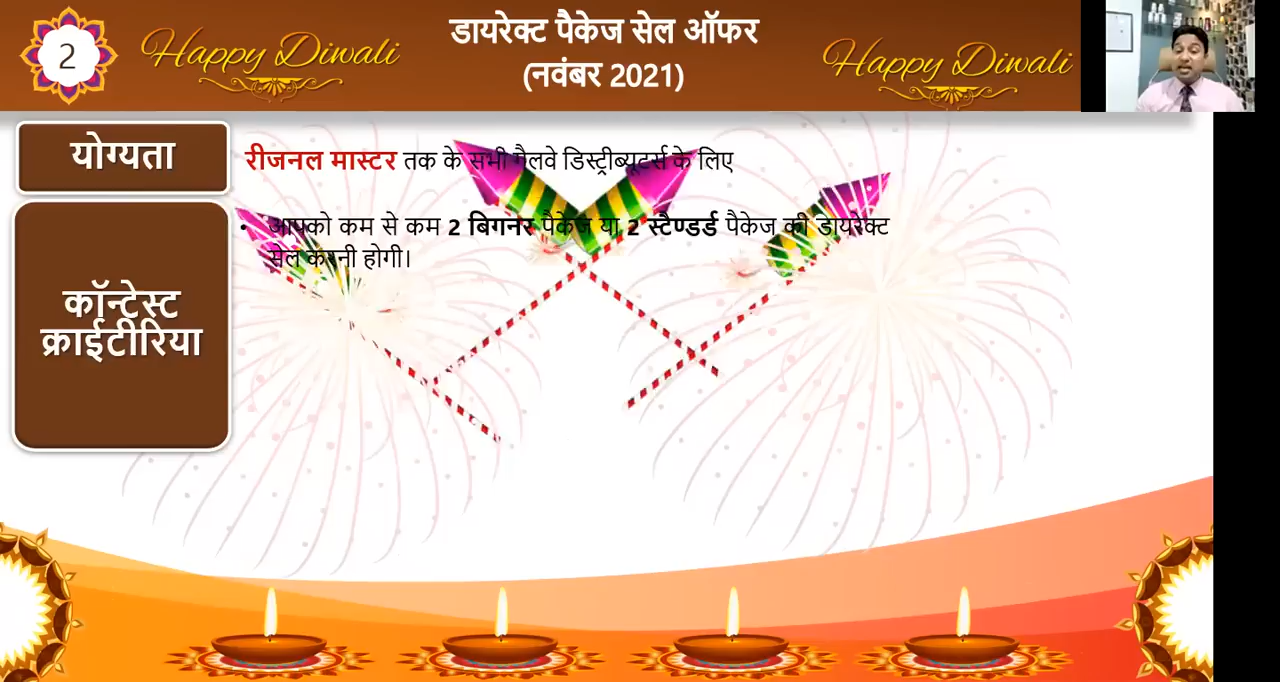 2
Happy Diwali
डायरेक्ट पैकेज सेल ऑफर
(नवंबर 2021)
Happy Diwali
योग्यता
रीजनल मास्टर तक के सभी गैलवे डिस्ट्रीब्यूटर्स के लिए
कॉन्टेस्ट
क्राईटीरिया
• आपको कम से कम 2 बिगनर पैकेज या 2 स्टैण्डर्ड पैकेज की डायरेक्ट
सेल करनी होगी।